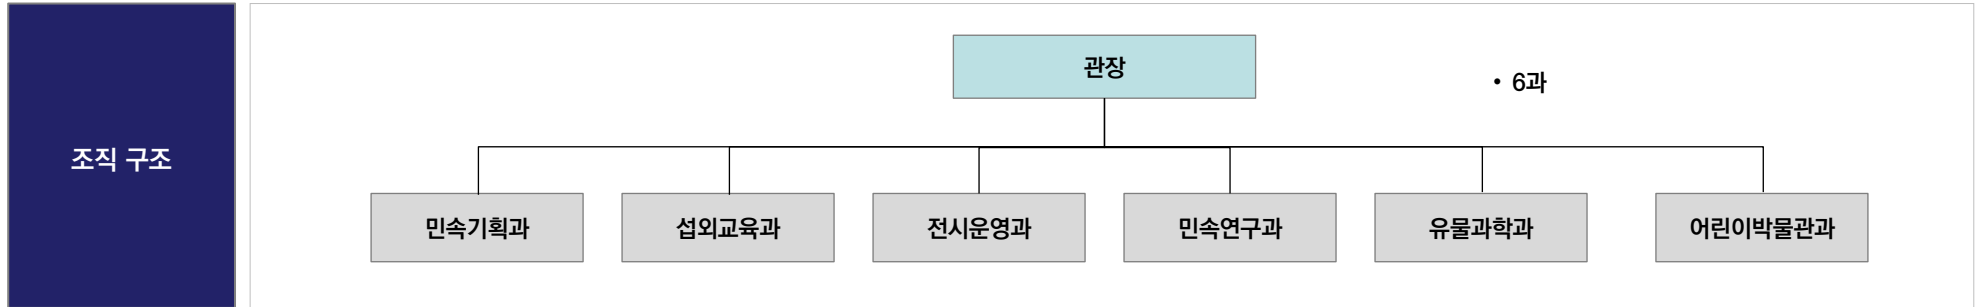 조직 구조
관장
• 6과
민속기획과
섭외교육과
전시운영과
민속연구과
유물과학과
어린이박물관과